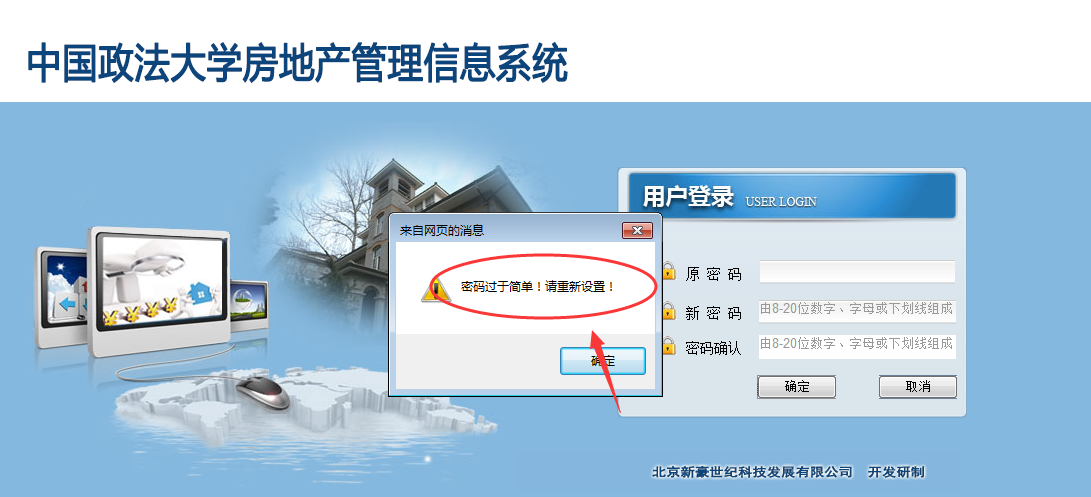 中国政法大学房地产管理信息系统
用户登录 USER LOGIN
来自网页的消息
密码过于简单！请重新设置！
确定
原 密 码
新 密 码 由8-20位数字、字母或下划线组成
密码确认 由8-20位数字、字母或下划线组成
确定 取消
北京新豪世纪科技发展有限公司 开发研制